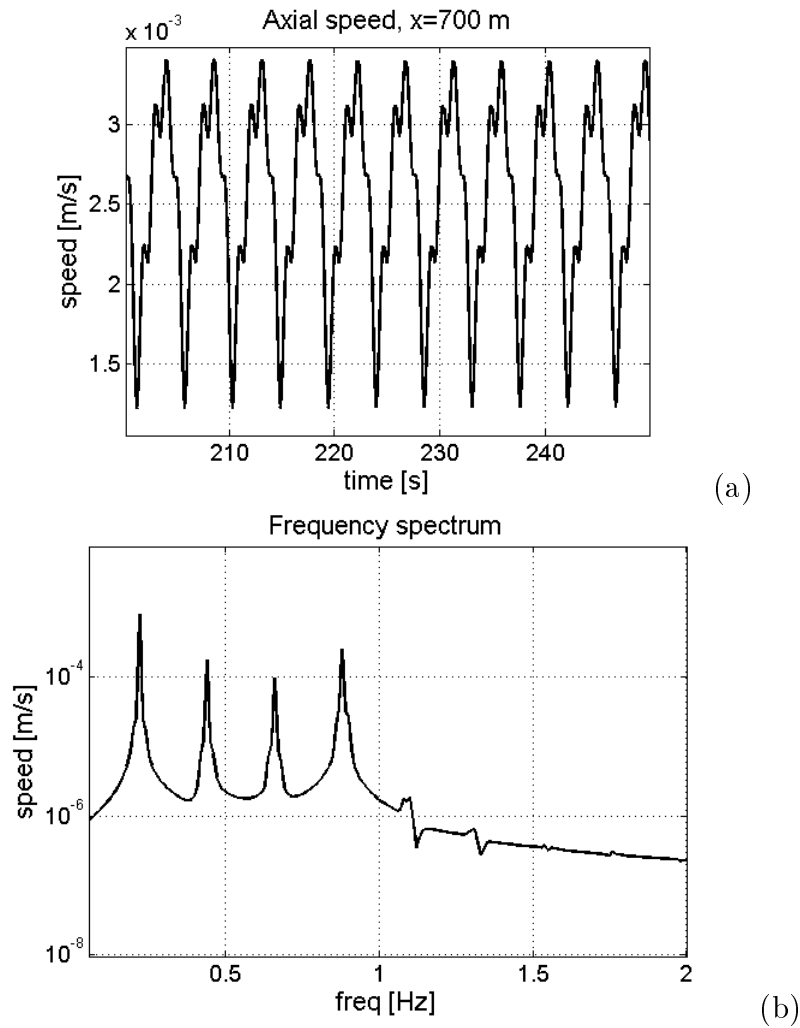 x 10^-3
Axial speed, x=700 m
3
2.5
2
1.5
speed [m/s]
210 220 230 240
time [s]
(a)
Frequency spectrum
10^-4
10^-6
10^-8
speed [m/s]
0.5 1 1.5 2
freq [Hz]
(b)